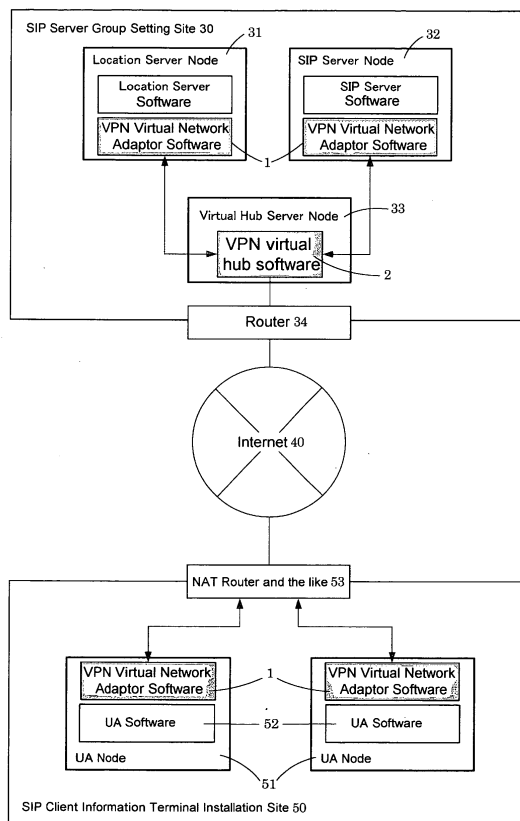 SIP Server Group Setting Site 30
31
32
Location Server Node
SIP Server Node
Location Server
Software
SIP Server
Software
VPN Virtual Network
Adaptor Software
VPN Virtual Network
Adaptor Software
1
33
Virtual Hub Server Node
VPN virtual
hub software
2
Router 34
Internet 40
NAT Router and the like 53
VPN Virtual Network
Adaptor Software
1
VPN Virtual Network
Adaptor Software
UA Software
52
UA Software
UA Node
51
UA Node
SIP Client Information Terminal Installation Site 50